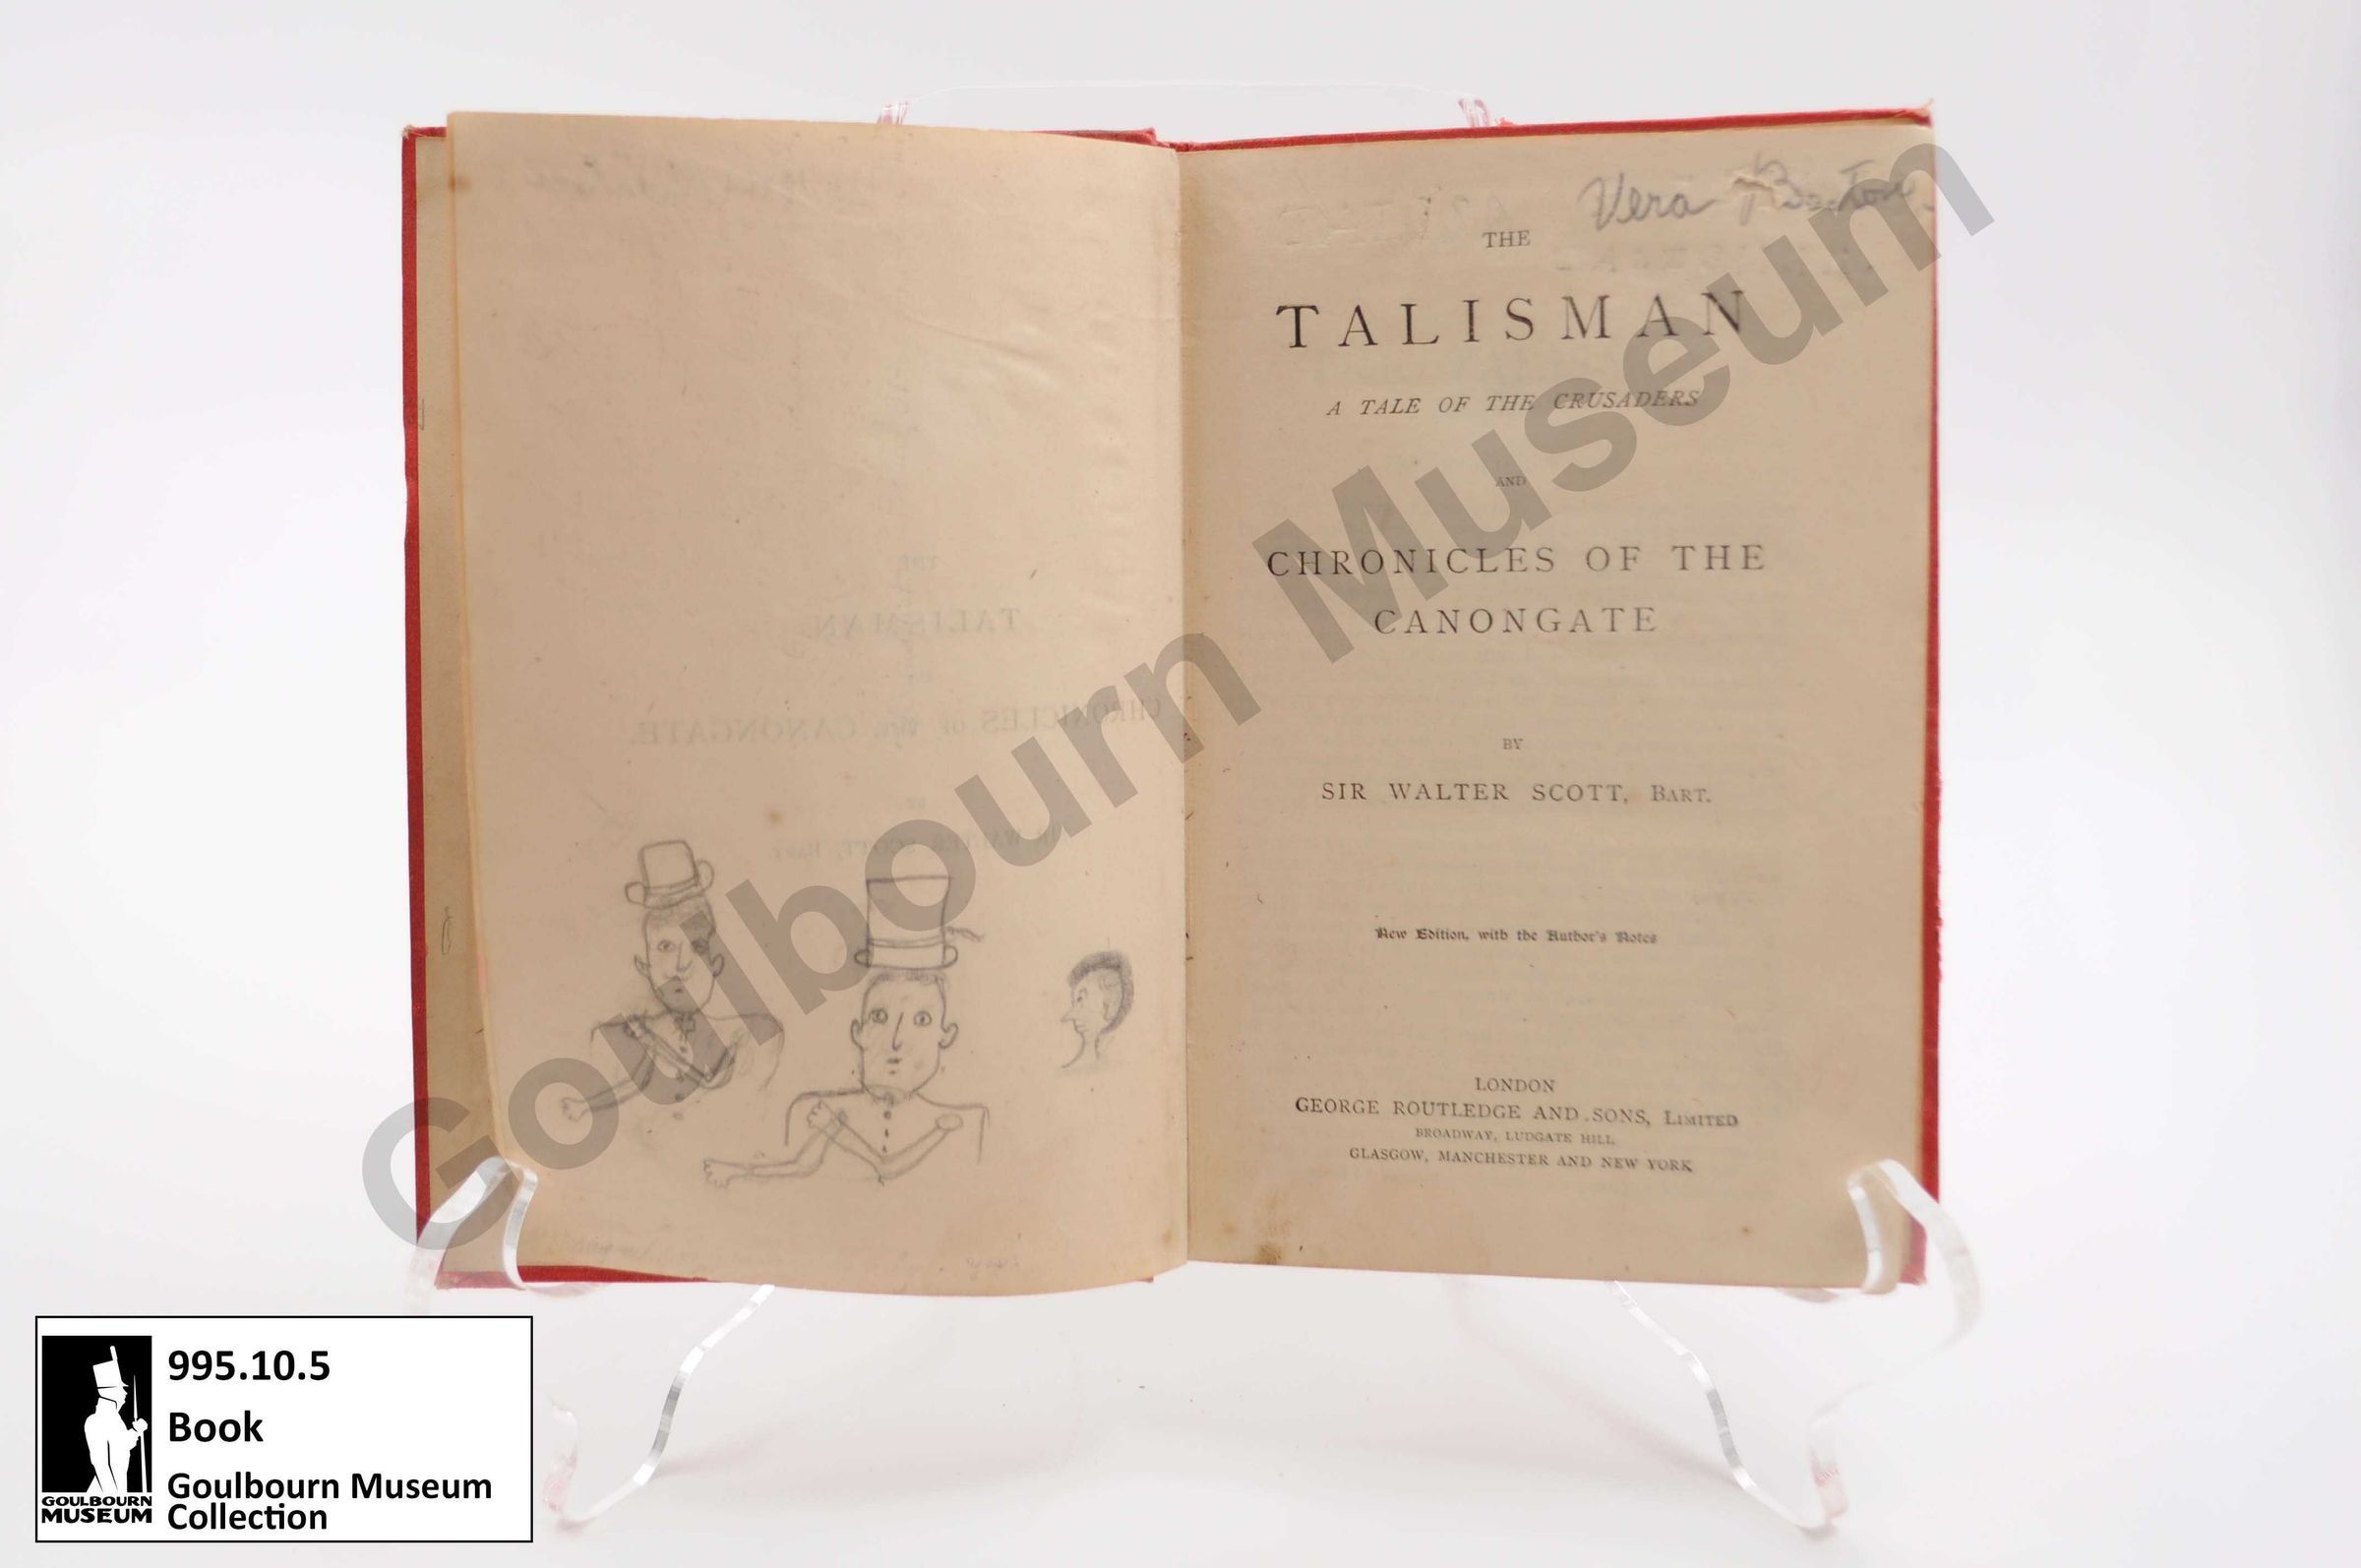 Vera
THE
TALISMAN
A TALE OF THE CRUSADERS
AND
CHRONICLES OF THE
CANONGATE
BY
SIR WALTER SCOTT, BART.
New Edition, with the Author's Notes
LONDON
GEORGE ROUTLEDGE AND SONS, LIMITED
BROADWAY, LUDGATE HILL
GLASGOW, MANCHESTER AND NEW YORK
Goulbourn Museum
995.10.5
Book
Goulbourn Museum
Collection
GOULBOURN
MUSEUM